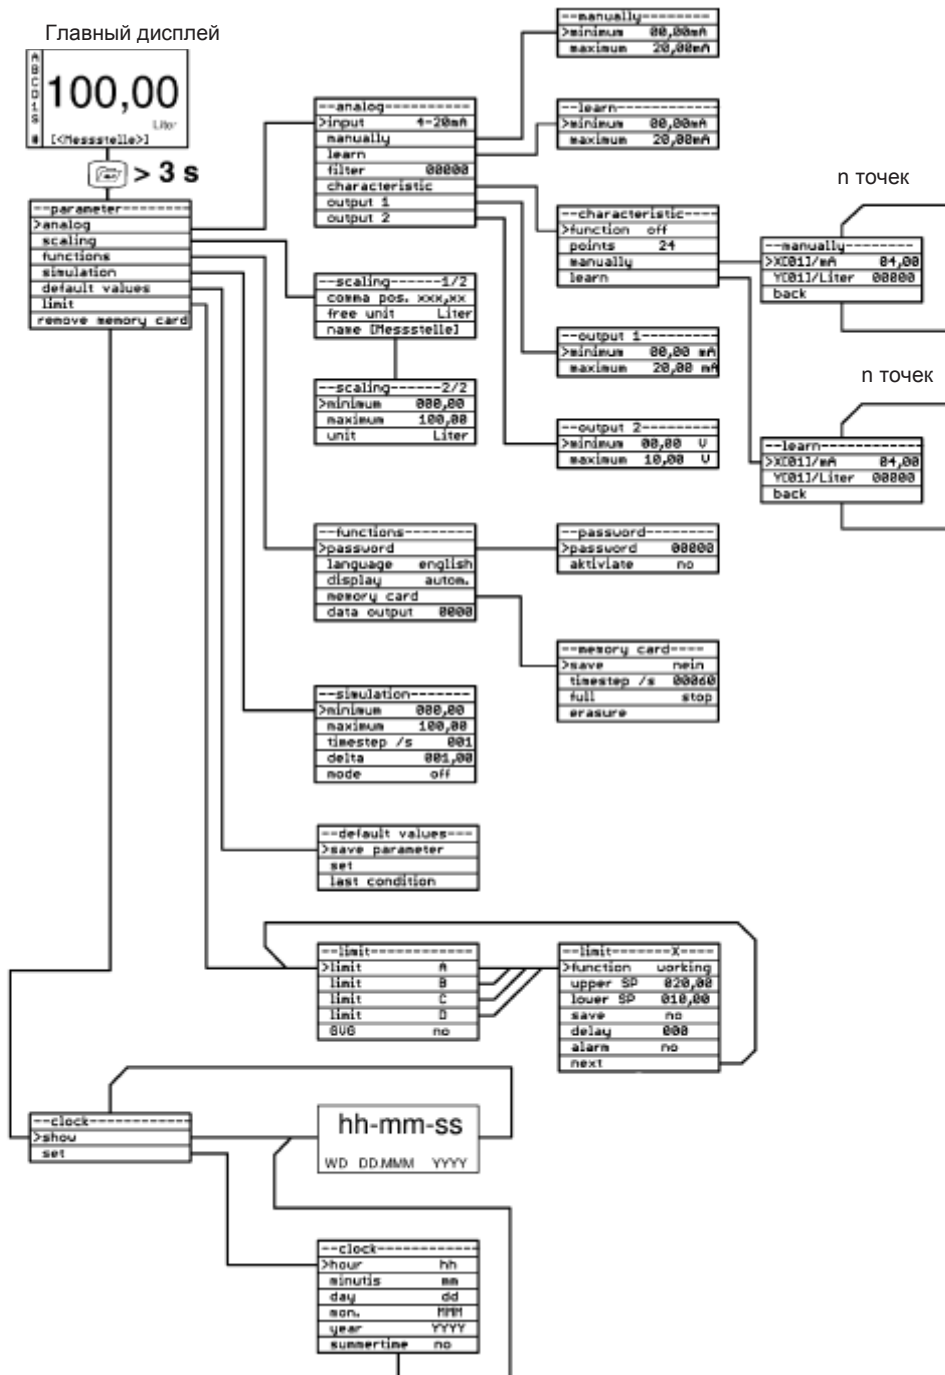 Главный дисплей
A
B
C
D
1
S
100,00
Liter
[<Messstelle>]
> 3 s
--parameter-------
>analog
scaling
functions
simulation
default values
limit
remove memory card
--analog----------
>input 4-20mA
manually
learn
filter 00000
characteristic
output 1
output 2
--manually-------
>minimum 00,00mA
maximum 20,00mA
--learn----------
>minimum 00,00mA
maximum 20,00mA
--characteristic---
>function off
points 24
manually
learn
n точек
--manually-------
>X[01]/mA 04,00
Y[01]/Liter 00000
back
--output 1-------
>minimum 00,00 mA
maximum 20,00 mA
n точек
--learn----------
>X[01]/mA 04,00
Y[01]/Liter 00000
back
--output 2-------
>minimum 00,00 V
maximum 10,00 V
--scaling------1/2
comma pos. xxx,xx
free unit Liter
name [Messstelle]
--scaling------2/2
>minimum 000,00
maximum 100,00
unit Liter
--functions-------
>password
language english
display autom.
memory card
data output 0000
--password-------
>password 00000
aktiviate no
--memory card----
>save nein
timestep /s 00060
full stop
erasure
--simulation-------
>minimum 000,00
maximum 100,00
timestep /s 001
delta 001,00
mode off
--default values---
>save parameter
set
last condition
--limit-----------
>limit A
limit B
limit C
limit D
GVG no
--limit-------X----
>function working
upper SP 020,00
lower SP 010,00
save no
delay 000
alarm no
next
--clock-----------
>show
set
hh-mm-ss
WD DD.MMM YYYY
--clock-----------
>hour hh
minutis mm
day dd
mon. MMM
year YYYY
summertime no